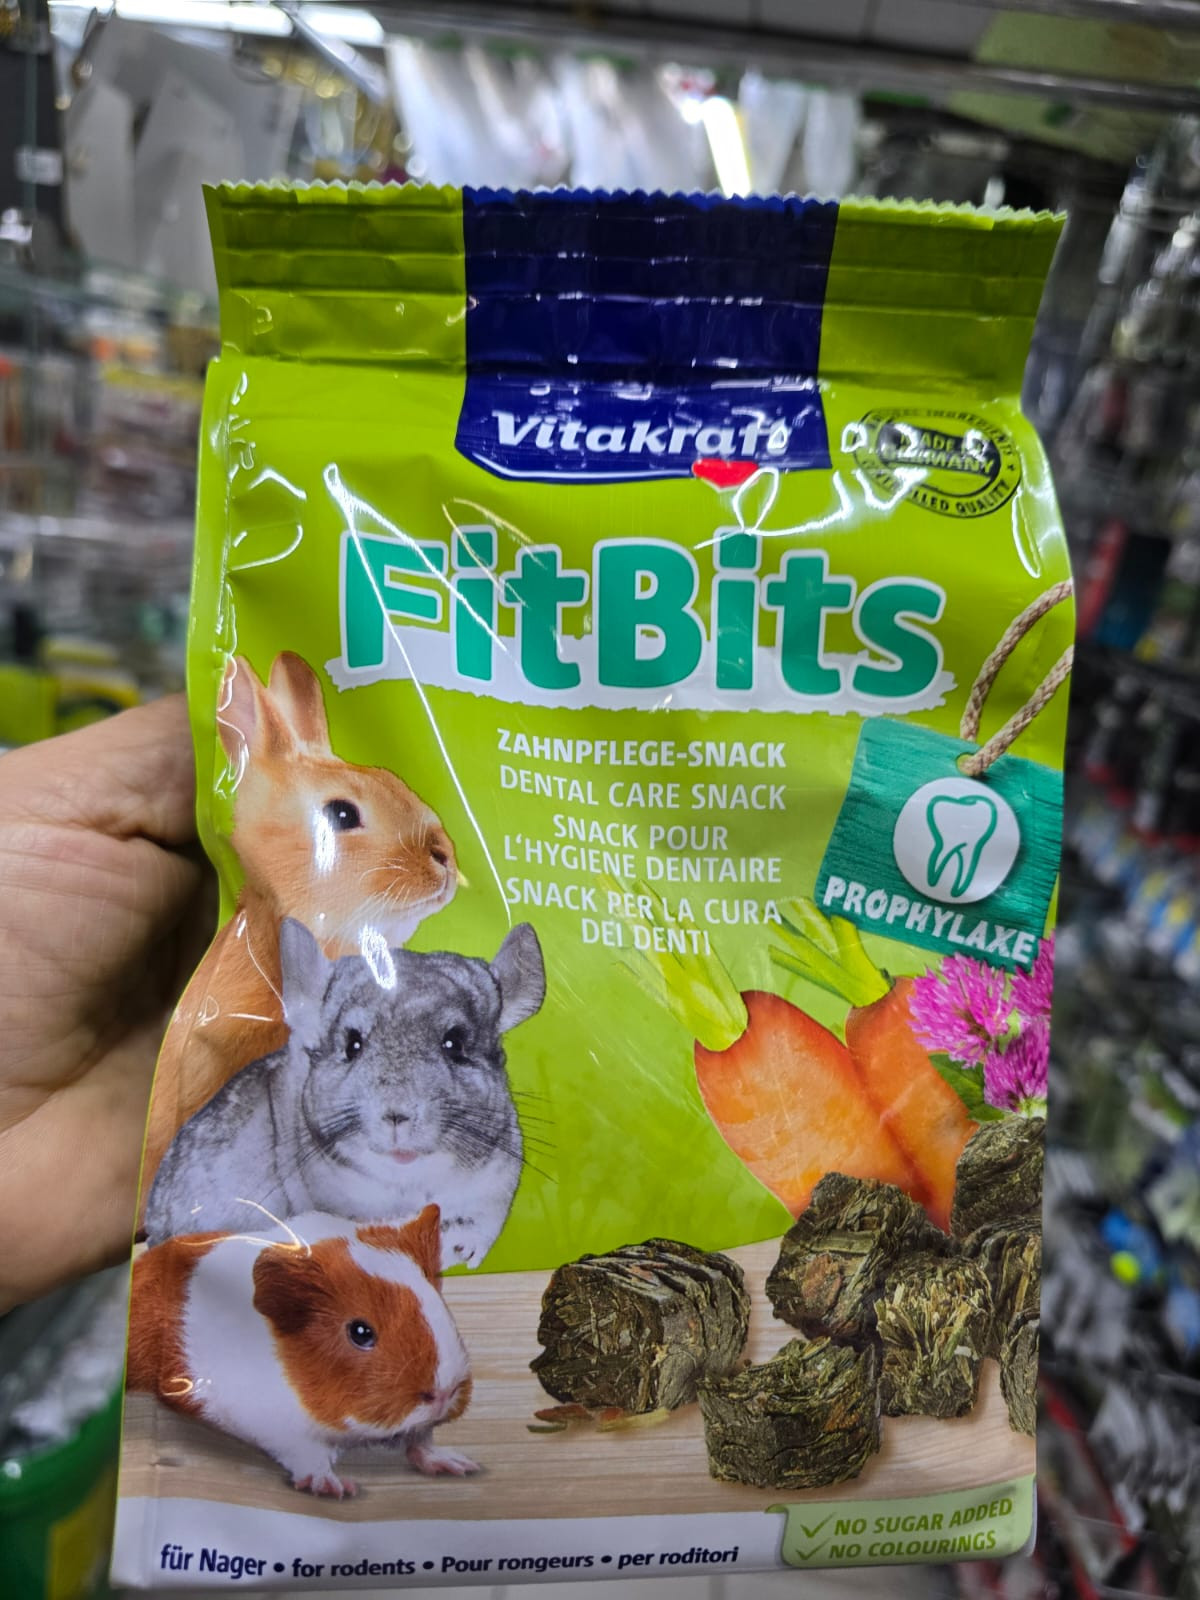 Vitakraft
MADE IN
GERMANY
FitBits
ZAHNPFLEGE-SNACK
DENTAL CARE SNACK
SNACK POUR
L'HYGIENE DENTAIRE
SNACK PER LA CURA
DEI DENTI
PROPHYLAXE
für Nager • for rodents • Pour rongeurs • per roditori
NO SUGAR ADDED
NO COLOURINGS